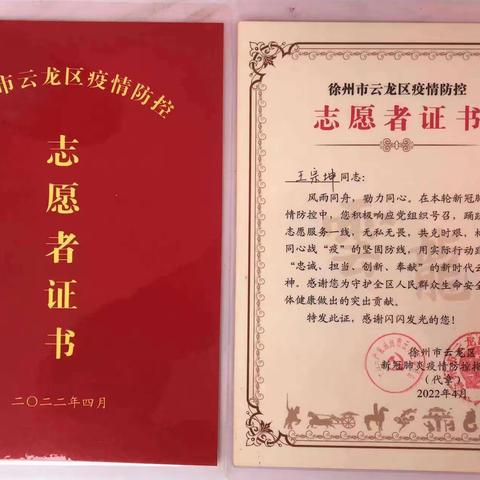 市云龙区疫情防控
志愿者证书
二〇二二年四月
徐州市云龙区疫情防控
志愿者证书
王宗坤同志:
风雨同舟,勠力同心。在本轮新冠肺
情防控中,您积极响应党组织号召,踊跃
志愿服务一线,无私无畏,共克时艰,
同心战“疫”的坚固防线,用实际行动
“忠诚、担当、创新、奉献”的新时代云
神。感谢您为守护全区人民群众生命安全
体健康做出的突出贡献。
特发此证,感谢闪闪发光的您!
徐州市云龙区
新冠肺炎疫情防控指
(代章)
2022年4月